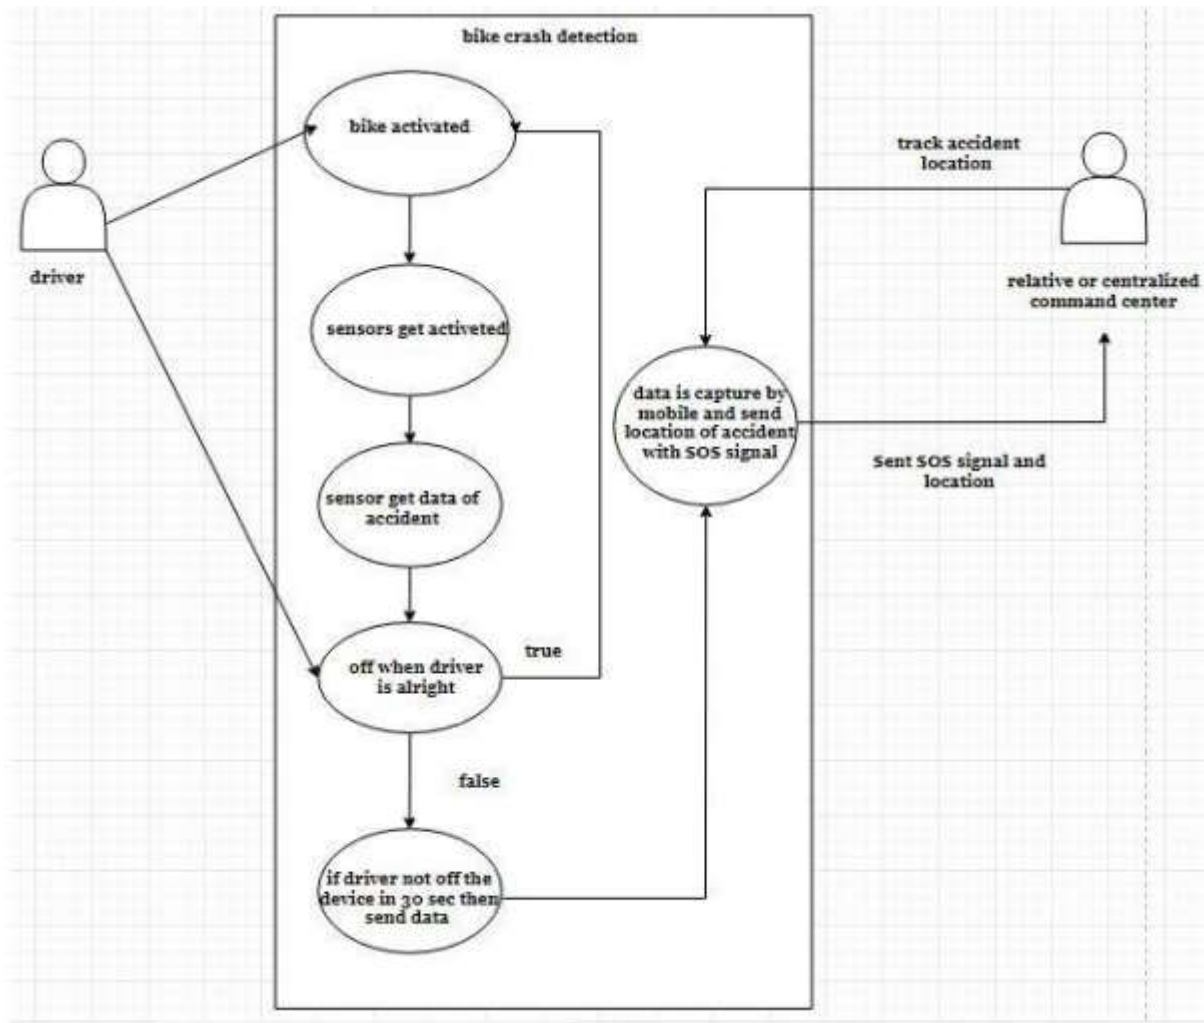 bike crash detection
bike activated
track accident
location
driver
relative or centralized
command center
sensors get activeted
data is capture by
mobile and send
location of accident
with SOS signal
Sent SOS signal and
location
sensor get data of
accident
true
off when driver
is alright
false
if driver not off the
device in 30 sec then
send data